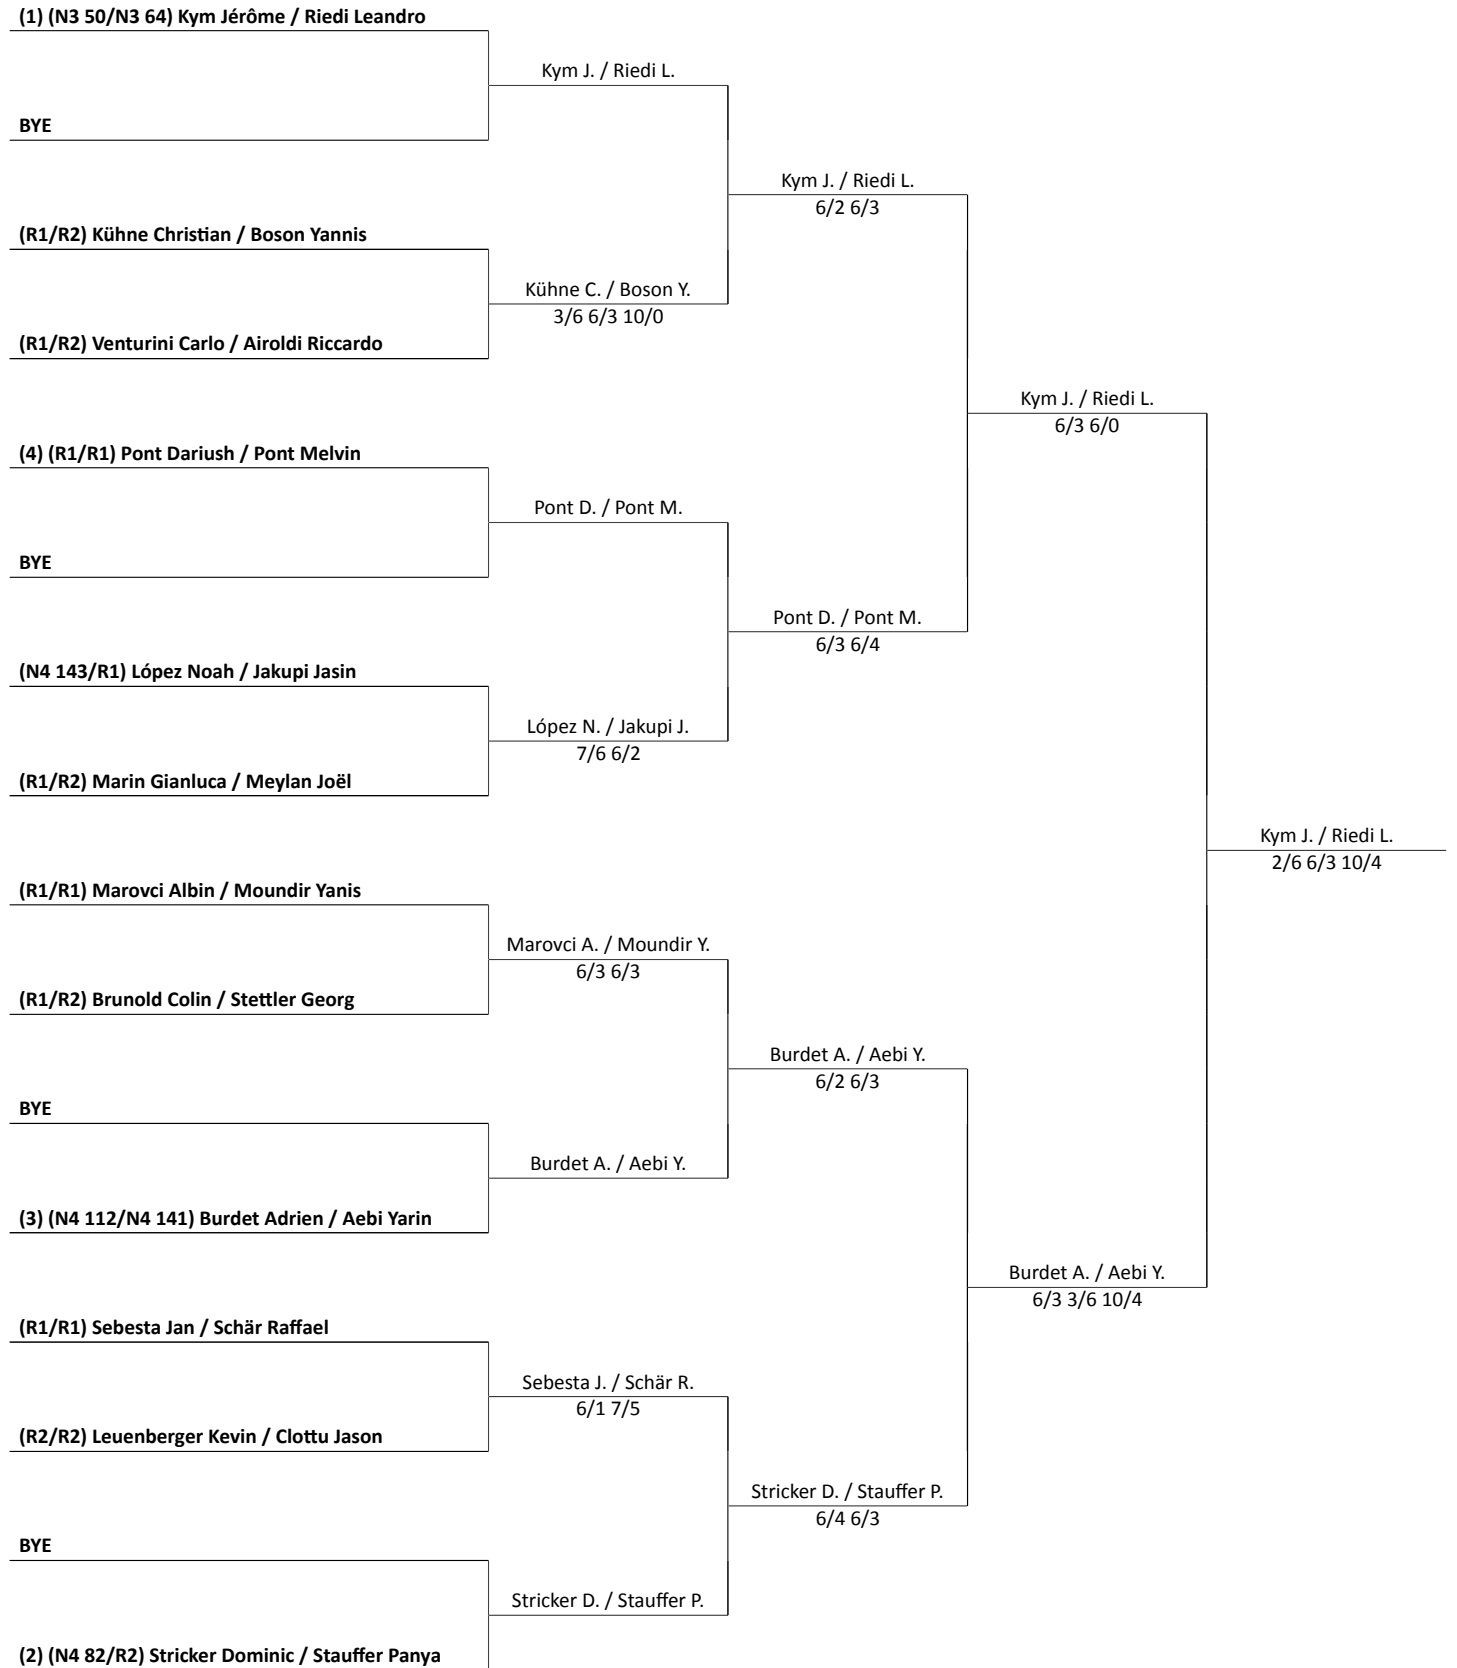 (1) (N3 50/N3 64) Kym Jérôme / Riedi Leandro
Kym J. / Riedi L.
BYE
Kym J. / Riedi L.
6/2 6/3
(R1/R2) Kühne Christian / Boson Yannis
Kühne C. / Boson Y.
3/6 6/3 10/0
(R1/R2) Venturini Carlo / Airoldi Riccardo
Kym J. / Riedi L.
6/3 6/0
(4) (R1/R1) Pont Dariush / Pont Melvin
Pont D. / Pont M.
BYE
Pont D. / Pont M.
6/3 6/4
(N4 143/R1) López Noah / Jakupi Jasin
López N. / Jakupi J.
7/6 6/2
(R1/R2) Marin Gianluca / Meylan Joël
Kym J. / Riedi L.
2/6 6/3 10/4
(R1/R1) Marovci Albin / Moundir Yanis
Marovci A. / Moundir Y.
6/3 6/3
(R1/R2) Brunold Colin / Stettler Georg
Burdet A. / Aebi Y.
6/2 6/3
BYE
Burdet A. / Aebi Y.
(3) (N4 112/N4 141) Burdet Adrien / Aebi Yarin
Burdet A. / Aebi Y.
6/3 3/6 10/4
(R1/R1) Sebesta Jan / Schär Raffael
Sebesta J. / Schär R.
6/1 7/5
(R2/R2) Leuenberger Kevin / Clottu Jason
Stricker D. / Stauffer P.
6/4 6/3
BYE
Stricker D. / Stauffer P.
(2) (N4 82/R2) Stricker Dominic / Stauffer Panya